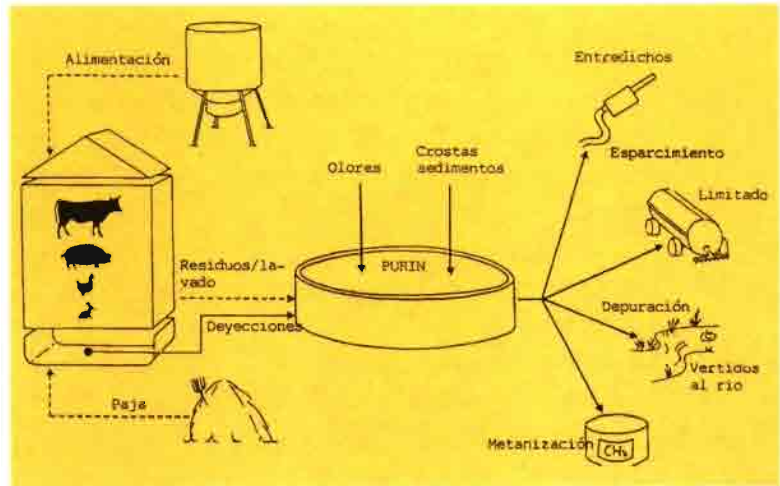 Alimentación
Entredichos
Esparcimiento
Olores
Crostas
sedimentos
Limitado
Residuos/la-
vado
PURIN
Deyecciones
Depuración
Vertidos
al rio
Paja
Metanización
CH₄